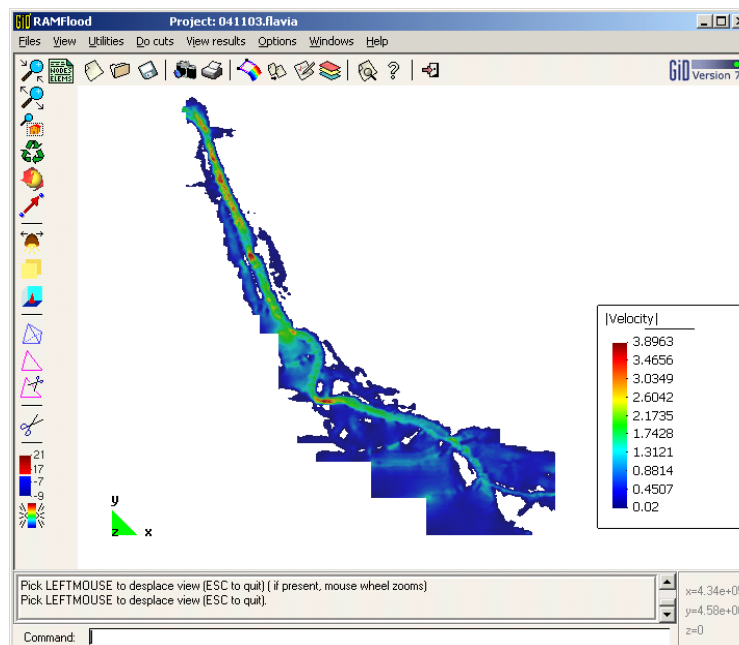 GiD RAMFlood Project: 041103.flavia
Files View Utilities Do cuts View results Options Windows Help
NODES
ELEMS
GiD Version 7
|Velocity|
3.8963
3.4656
3.0349
2.6042
2.1735
1.7428
1.3121
0.8814
0.4507
0.02
21
17
-7
-9
y
z x
Pick LEFTMOUSE to desplace view (ESC to quit) ( if present, mouse wheel zooms)
Pick LEFTMOUSE to desplace view (ESC to quit).
x=4.34e+05
y=4.58e+06
z=0
Command: